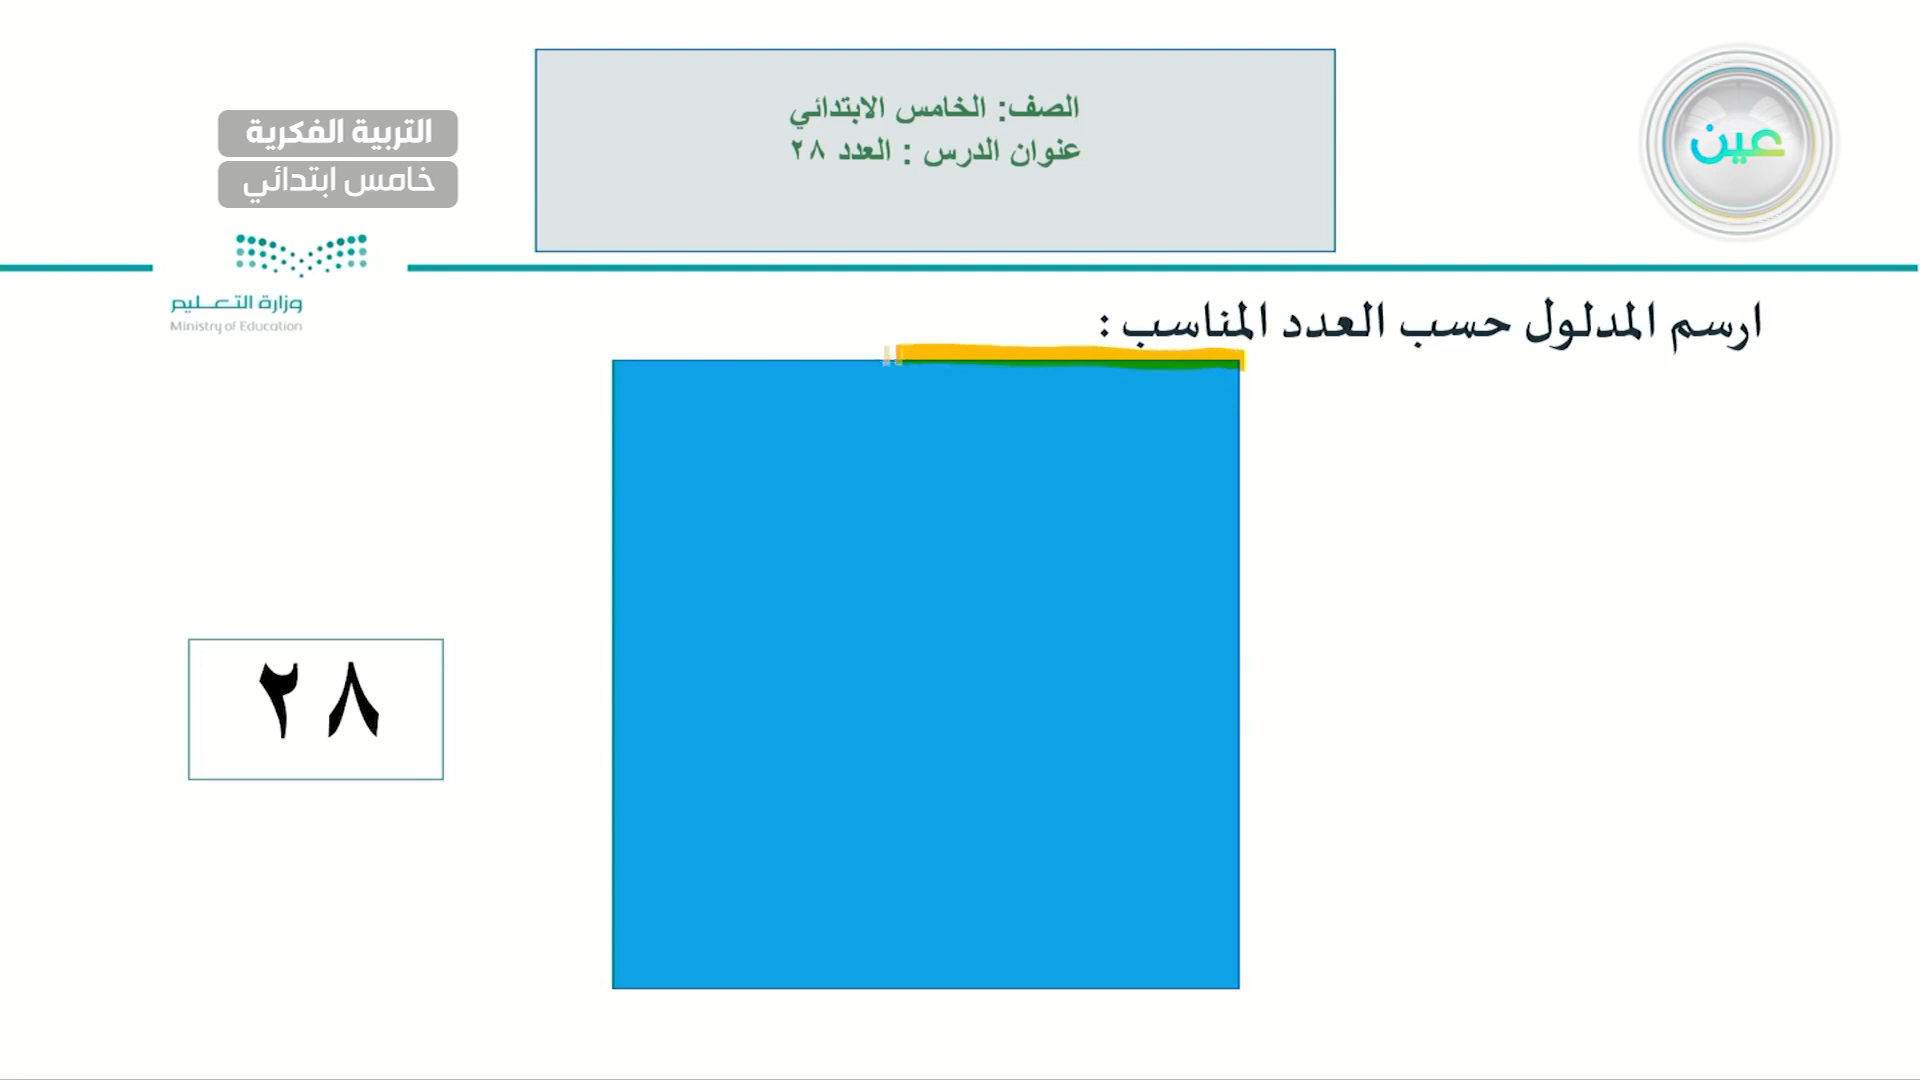 الصف: الخامس الابتدائي
عنوان الدرس : العدد ٢٨
عين
التربية الفكرية
خامس ابتدائي
وزارة التعليم
Ministry of Education
ارسم المدلول حسب العدد المناسب :
٢٨